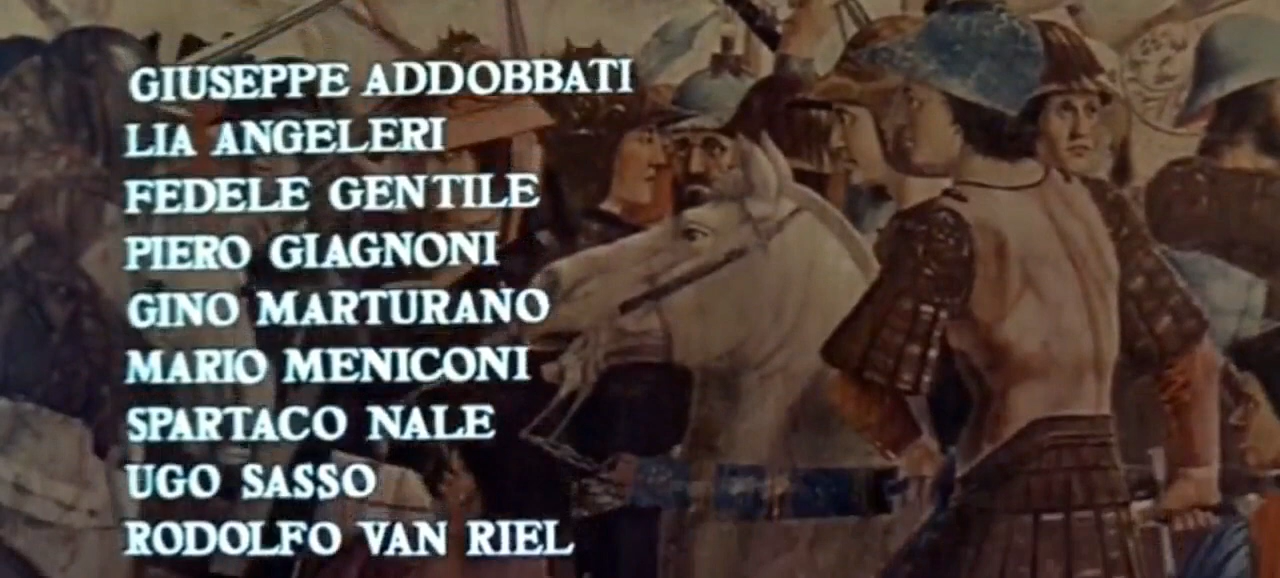 GIUSEPPE ADDOBBATI
LIA ANGELERI
FEDELE GENTILE
PIERO GIAGNONI
GINO MARTURANO
MARIO MENICONI
SPARTACO NALE
UGO SASSO
RODOLFO VAN RIEL